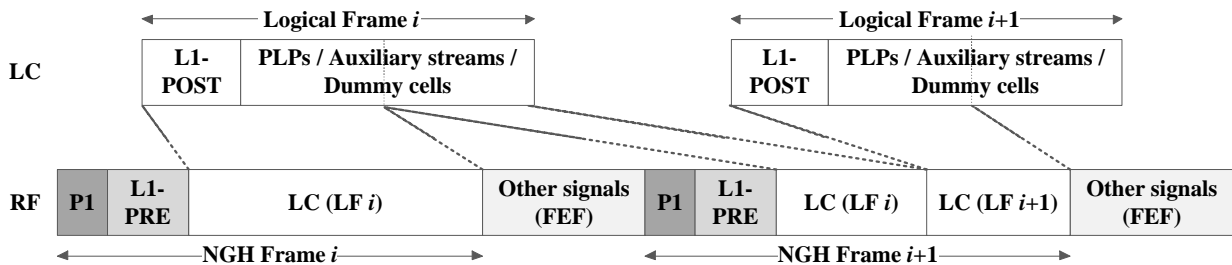 Logical Frame i
Logical Frame i+1
LC
L1-
POST
PLPs / Auxiliary streams /
Dummy cells
L1-
POST
PLPs / Auxiliary streams /
Dummy cells
RF
P1
L1-
PRE
LC (LF i)
Other signals
(FEF)
P1
L1-
PRE
LC (LF i)
LC (LF i+1)
Other signals
(FEF)
NGH Frame i
NGH Frame i+1